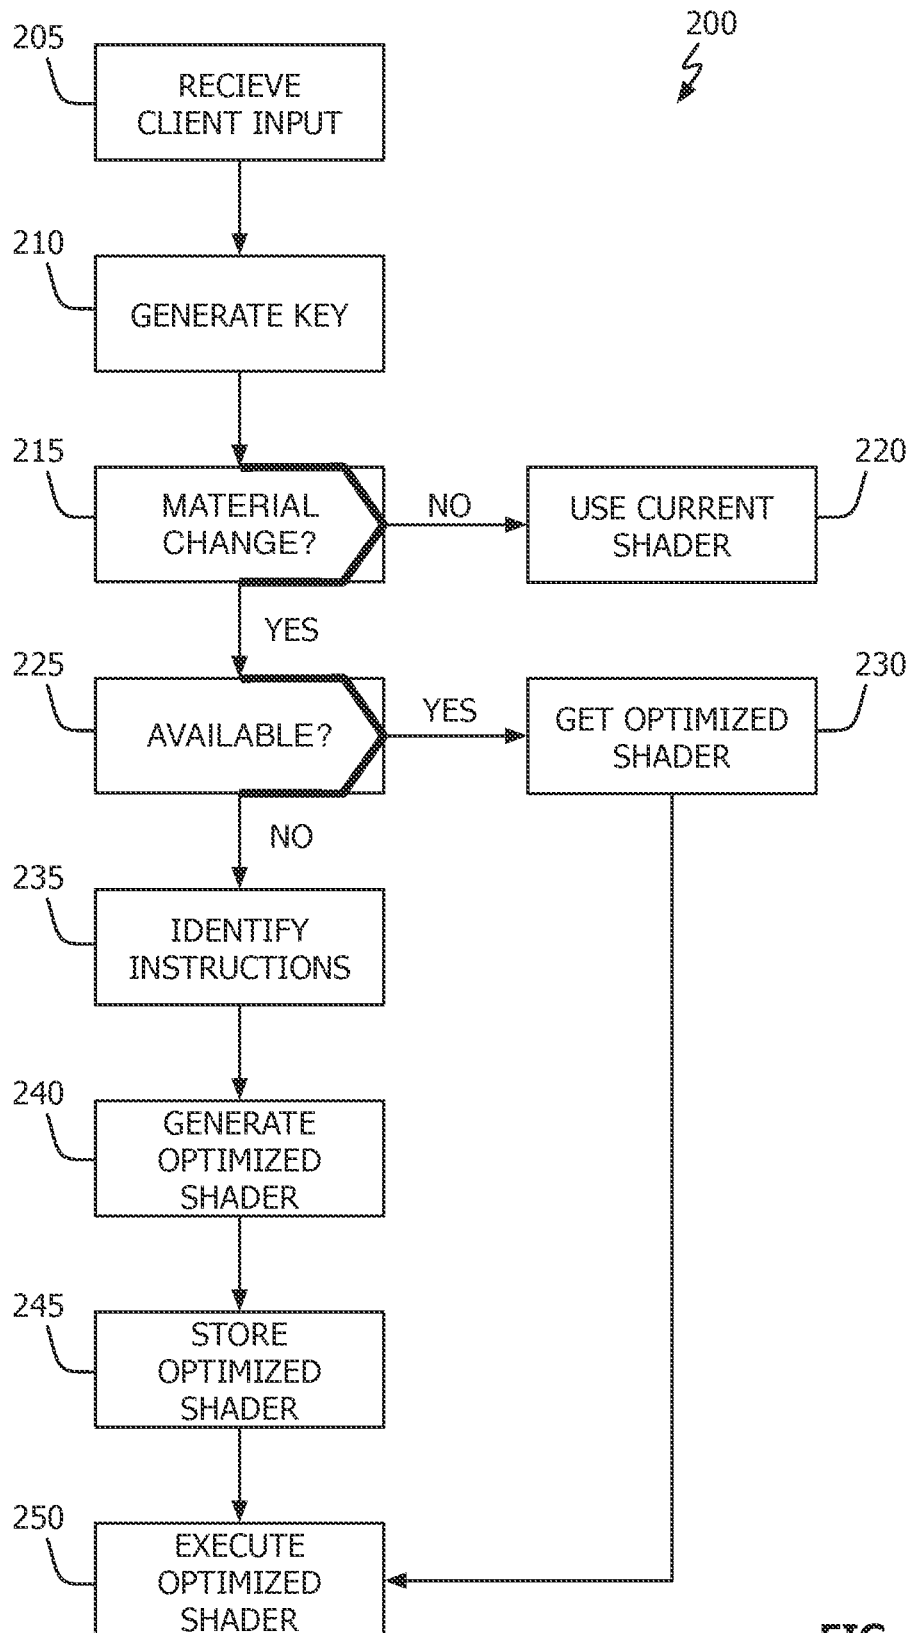 200
205
RECIEVE
CLIENT INPUT
210
GENERATE KEY
215
MATERIAL
CHANGE?
NO
220
USE CURRENT
SHADER
YES
225
AVAILABLE?
YES
230
GET OPTIMIZED
SHADER
NO
235
IDENTIFY
INSTRUCTIONS
240
GENERATE
OPTIMIZED
SHADER
245
STORE
OPTIMIZED
SHADER
250
EXECUTE
OPTIMIZED
SHADER